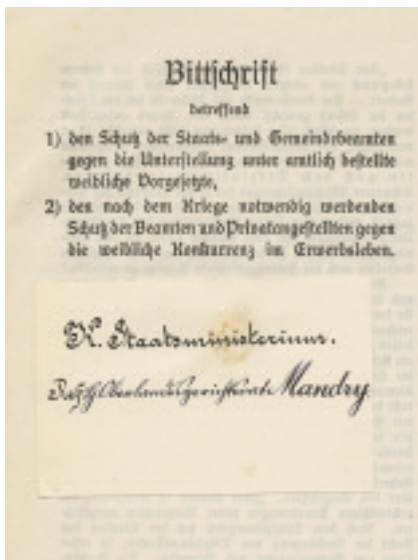 Bittschrift
betreffend
1) den Schutz der Staats- und Gemeindebeamten
gegen die Unterstellung unter amtlich bestellte
weibliche Vorgesetzte,
2) den nach dem Kriege notwendig werdenden
Schutz der Beamten und Privatangestellten gegen
die weibliche Konkurrenz im Erwerbsleben.
K. Staatsministerium.
Oberlandesgerichtsrat Mandry